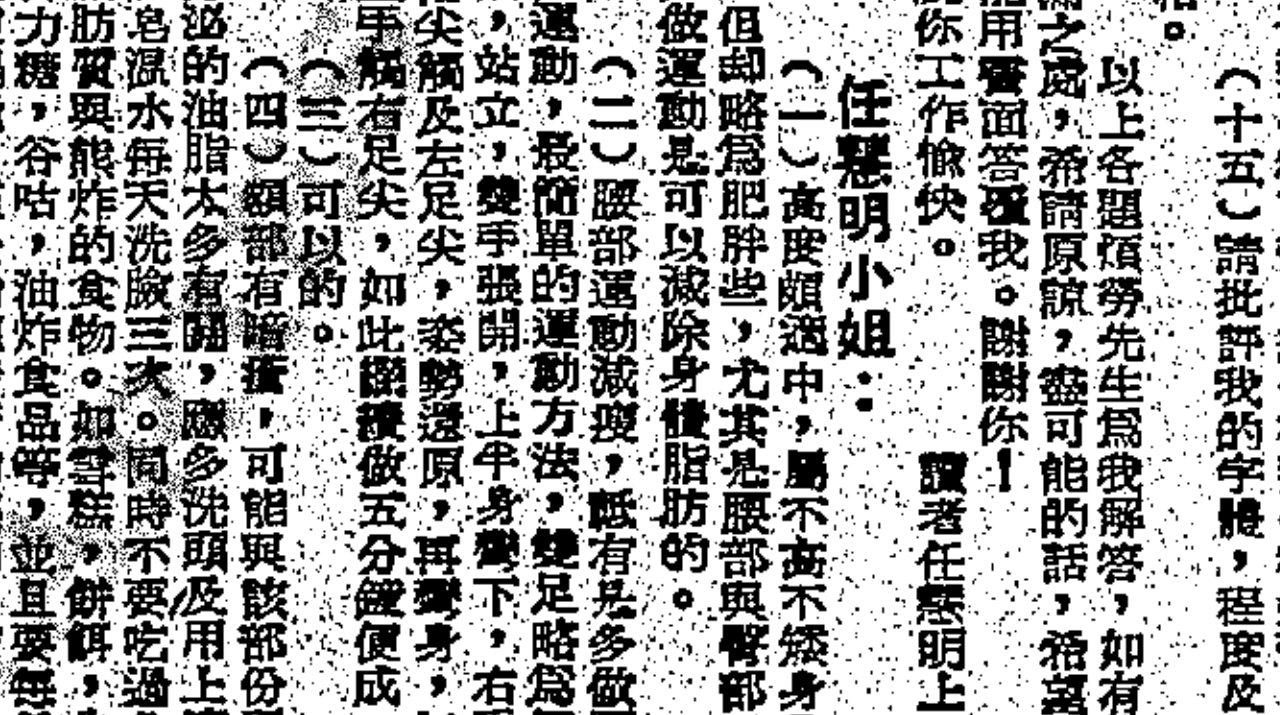 （十五）請批評我的字體，程度及
以上各題煩勞先生爲我解答，如有
之處，希請原諒，盡可能的話，希望
用書面答覆我。謝謝你！
你工作愉快。　　讀者任慧明上
任慧明小姐：
（一）高度頗適中，屬不高不矮身
但却略爲肥胖些，尤其是腰部與臀部
做運動是可以減除身體脂肪的。
（二）腰部運動減瘦，祗有是多做
運動，最簡單的運動方法，雙足略爲
，站立，雙手張開，上半身彎下，右
尖觸及左足尖，姿勢還原，再彎身，
手觸右足尖，如此繼續做五分鐘便成
（三）可以的。
（四）額部有暗瘡，可能與該部份
泌的油脂太多有關，應多洗頭及用上
皂溫水每天洗臉三次。同時不要吃過
肪質與熊炸的食物。如雪糕，餅餌，
力糖，谷咕，油炸食品等，並且要每